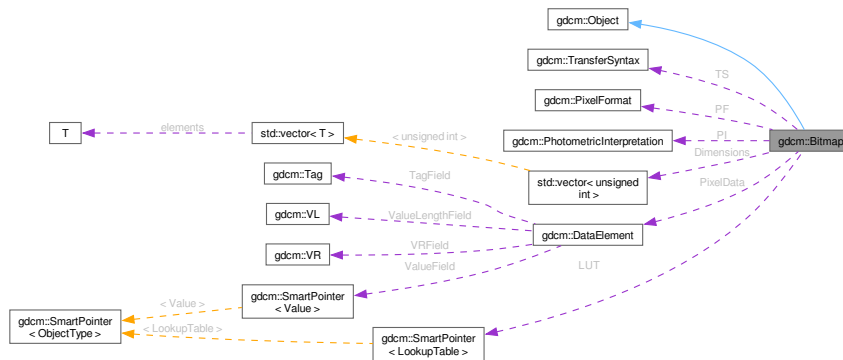 gdcm::Object
gdcm::TransferSyntax
TS
gdcm::PixelFormat
PF
T
elements
std::vector< T >
< unsigned int >
gdcm::PhotometricInterpretation
PI
gdcm::Bitmap
Dimensions
gdcm::Tag
TagField
std::vector< unsigned
int >
PixelData
gdcm::VL
ValueLengthField
gdcm::DataElement
gdcm::VR
VRField
ValueField
LUT
gdcm::SmartPointer
< Value >
< Value >
gdcm::SmartPointer
< ObjectType >
< LookupTable >
gdcm::SmartPointer
< LookupTable >